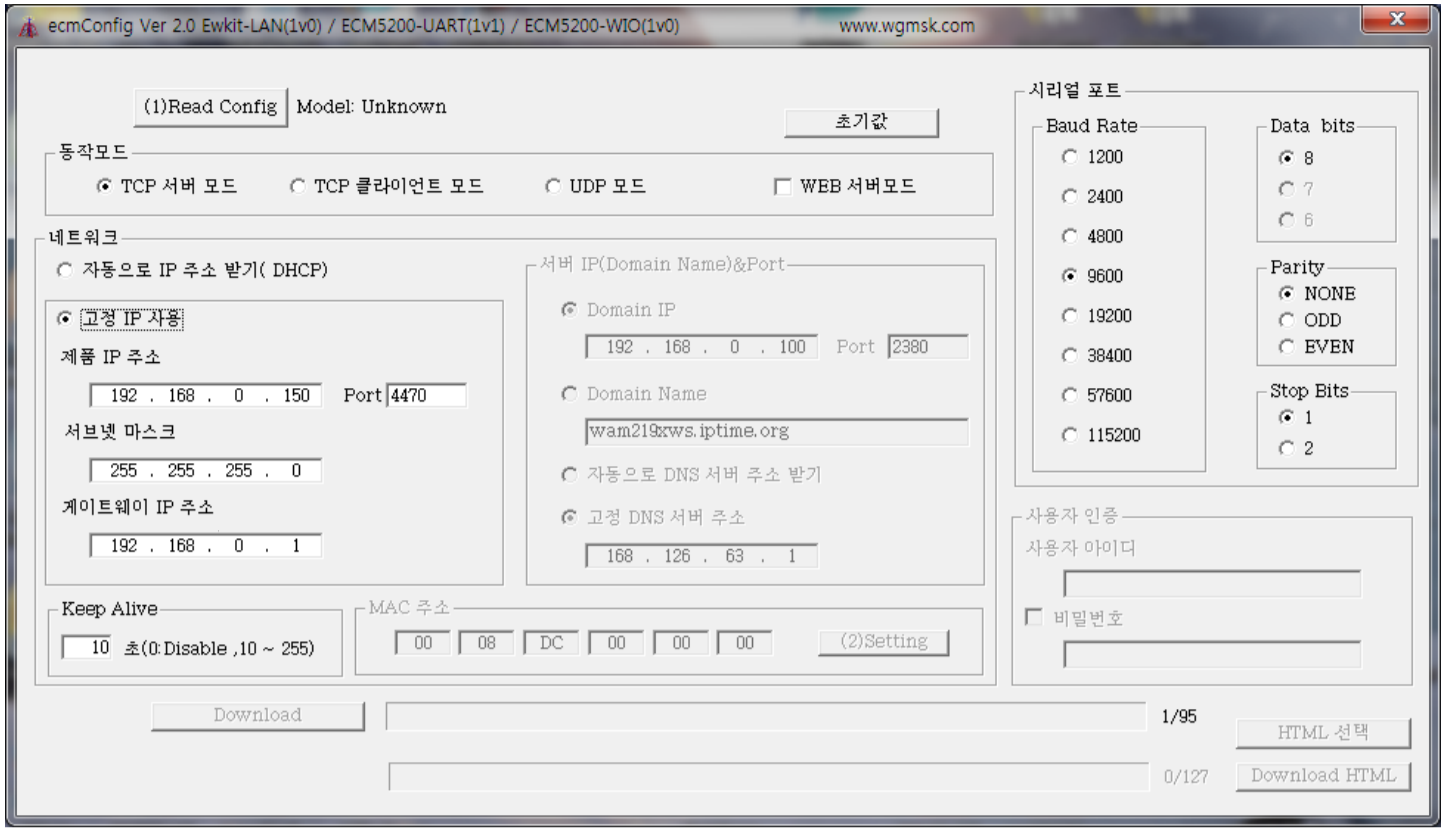 ecmConfig Ver 2.0 Ewkit-LAN(1v0) / ECM5200-UART(1v1) / ECM5200-WIO(1v0) www.wgmsk.com
(1)Read Config Model: Unknown
초기값
동작모드
TCP 서버 모드 TCP 클라이언트 모드 UDP 모드 WEB 서버모드
네트워크
자동으로 IP 주소 받기( DHCP)
고정 IP 사용
제품 IP 주소
192 . 168 . 0 . 150 Port 4470
서브넷 마스크
255 . 255 . 255 . 0
게이트웨이 IP 주소
192 . 168 . 0 . 1
서버 IP(Domain Name)&Port
Domain IP
192 . 168 . 0 . 100 Port 2380
Domain Name
wam219xws.iptime.org
자동으로 DNS 서버 주소 받기
고정 DNS 서버 주소
168 . 126 . 63 . 1
Keep Alive
10 초(0:Disable ,10 ~ 255)
MAC 주소
00 08 DC 00 00 00 (2)Setting
시리얼 포트
Baud Rate
1200
2400
4800
9600
19200
38400
57600
115200
Data bits
8
7
6
Parity
NONE
ODD
EVEN
Stop Bits
1
2
사용자 인증
사용자 아이디
비밀번호
Download 1/95
HTML 선택
0/127 Download HTML